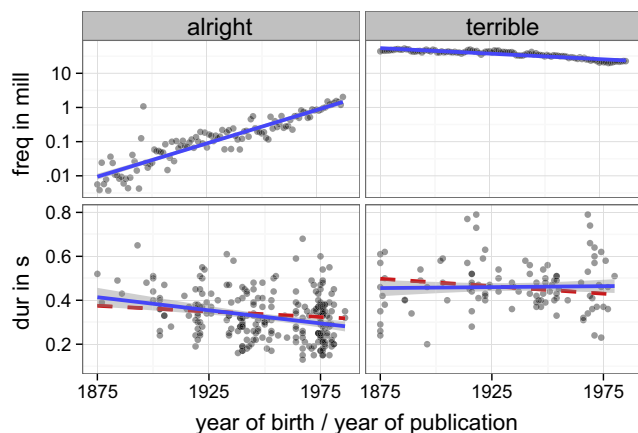 alright terrible
freq in mill
10
1
0.1
.01
dur in s
0.8
0.6
0.4
0.2
1875 1925 1975 1875 1925 1975
year of birth / year of publication